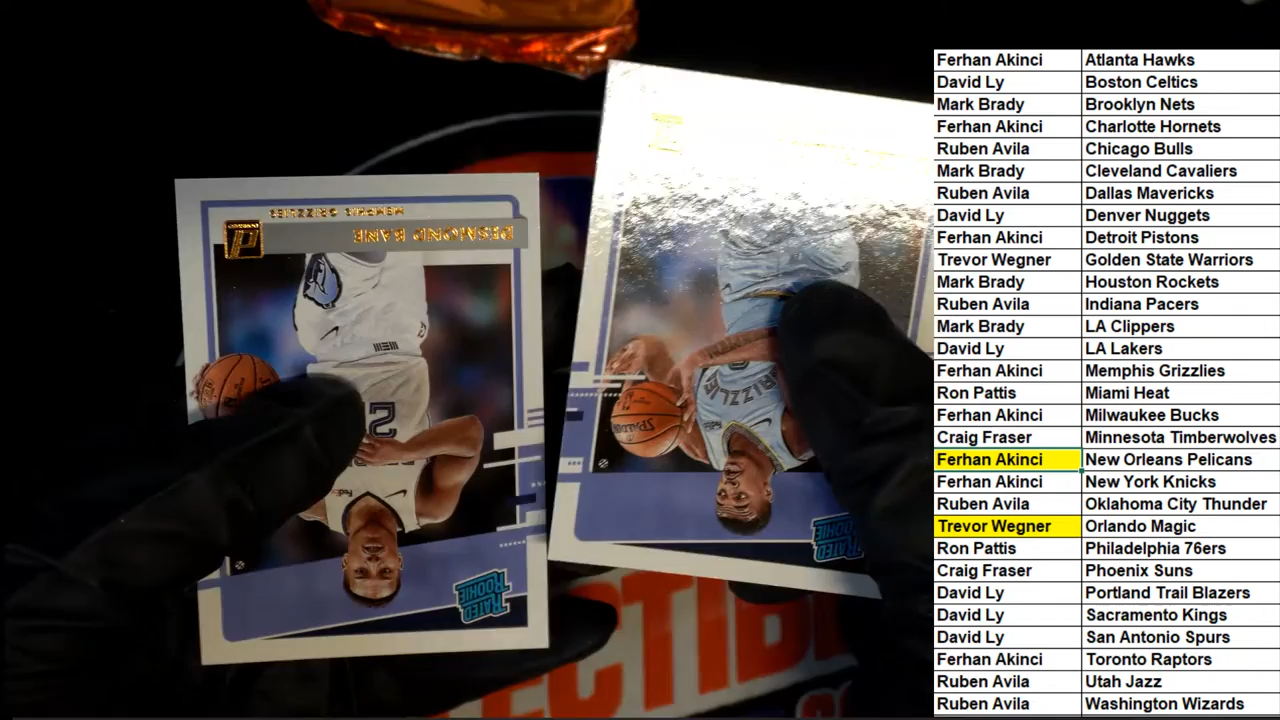 MEMPHIS GRIZZLIES
DESMOND BANE
RATED
ROOKIE
GRIZZLIES
SPALDING
FedEx
RATED
ROOKIE
Ferhan Akinci Atlanta Hawks
David Ly Boston Celtics
Mark Brady Brooklyn Nets
Ferhan Akinci Charlotte Hornets
Ruben Avila Chicago Bulls
Mark Brady Cleveland Cavaliers
Ruben Avila Dallas Mavericks
David Ly Denver Nuggets
Ferhan Akinci Detroit Pistons
Trevor Wegner Golden State Warriors
Mark Brady Houston Rockets
Ruben Avila Indiana Pacers
Mark Brady LA Clippers
David Ly LA Lakers
Ferhan Akinci Memphis Grizzlies
Ron Pattis Miami Heat
Ferhan Akinci Milwaukee Bucks
Craig Fraser Minnesota Timberwolves
Ferhan Akinci New Orleans Pelicans
Ferhan Akinci New York Knicks
Ruben Avila Oklahoma City Thunder
Trevor Wegner Orlando Magic
Ron Pattis Philadelphia 76ers
Craig Fraser Phoenix Suns
David Ly Portland Trail Blazers
David Ly Sacramento Kings
David Ly San Antonio Spurs
Ferhan Akinci Toronto Raptors
Ruben Avila Utah Jazz
Ruben Avila Washington Wizards